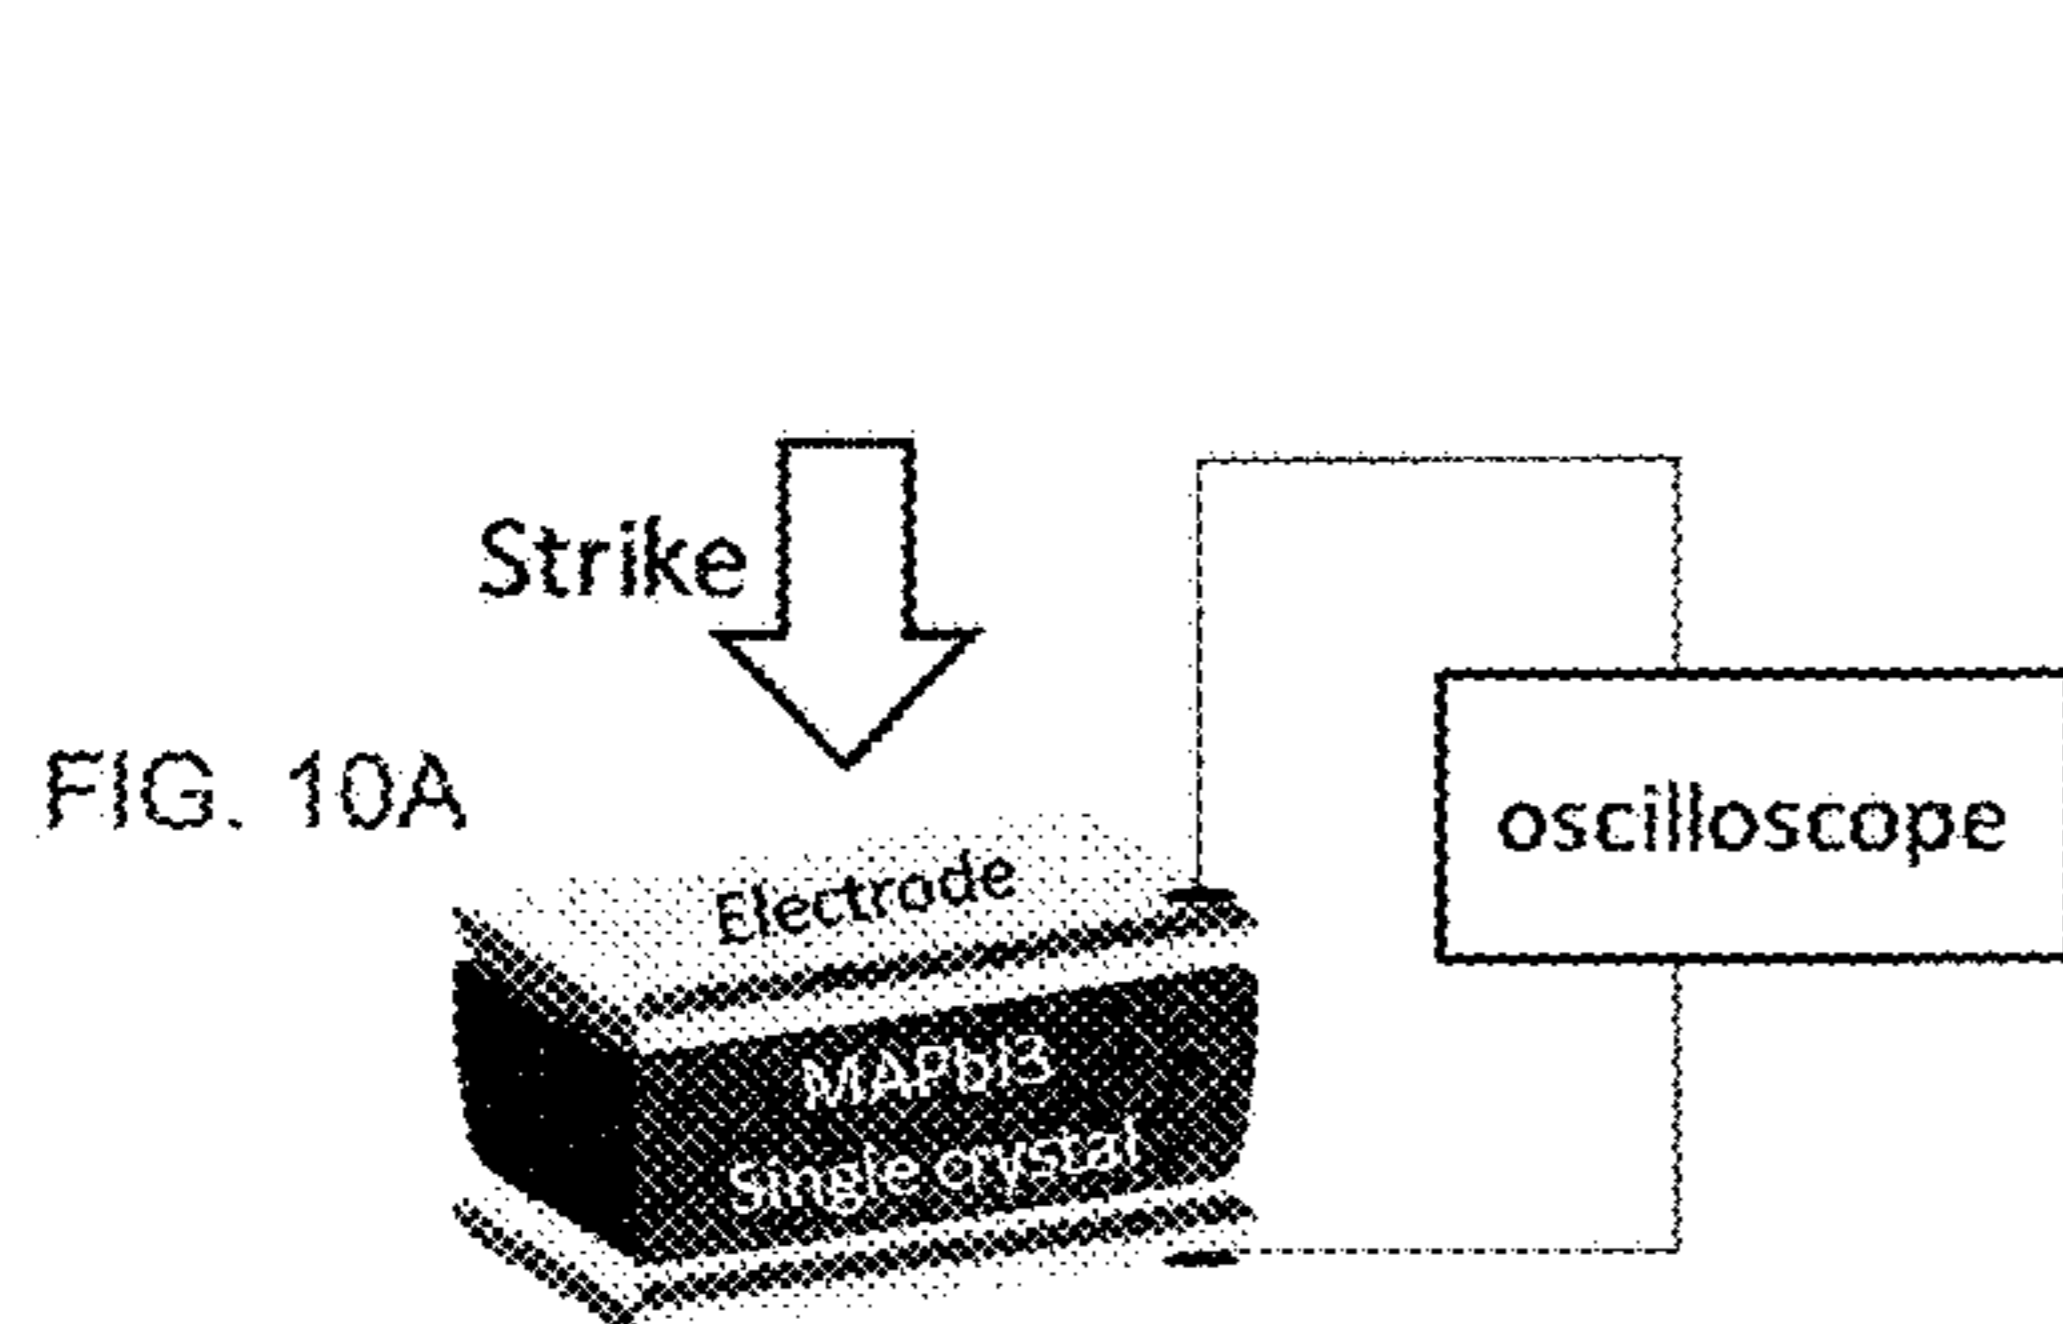 Strike
FIG. 10A
oscilloscope
Electrode
MAPbI3
Single crystal